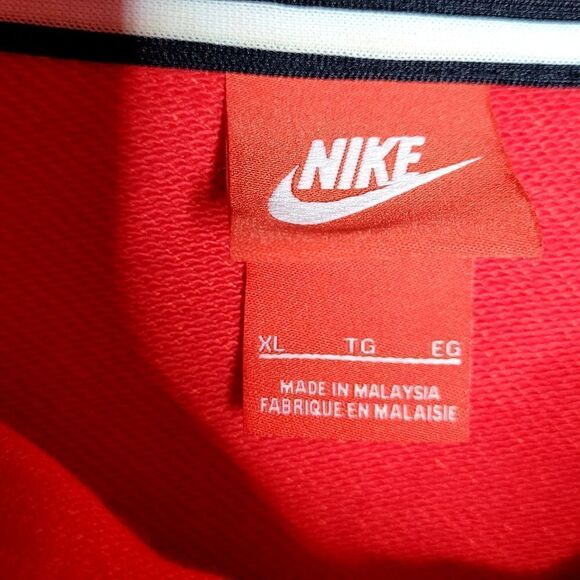 NIKE
XL TG EG
MADE IN MALAYSIA
FABRIQUE EN MALAISIE